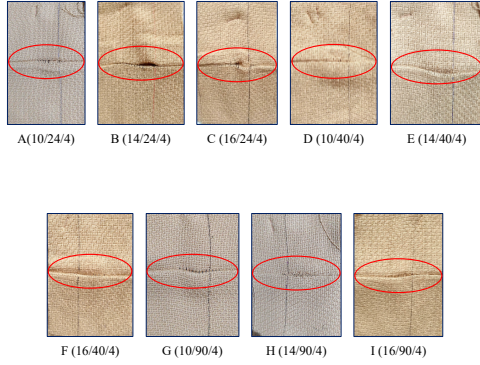 A(10/24/4)
B (14/24/4)
C (16/24/4)
D (10/40/4)
E (14/40/4)
F (16/40/4)
G (10/90/4)
H (14/90/4)
I (16/90/4)